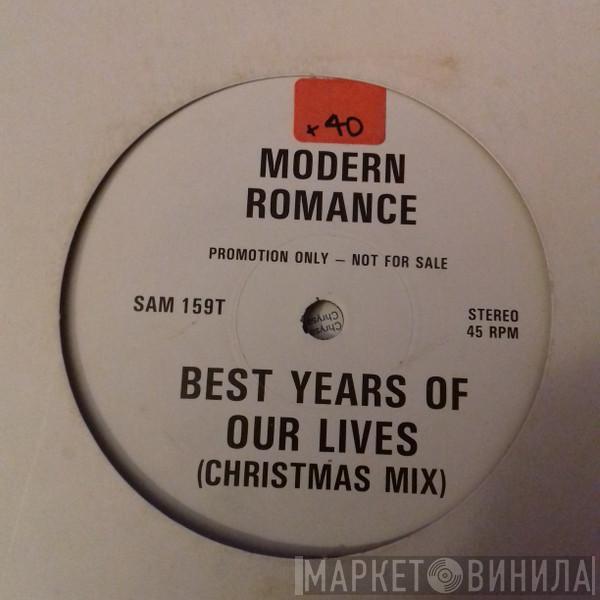 x 40
MODERN
ROMANCE
PROMOTION ONLY – NOT FOR SALE
SAM 159T
STEREO
45 RPM
BEST YEARS OF
OUR LIVES
(CHRISTMAS MIX)
МАРКЕТ ВИНИЛА